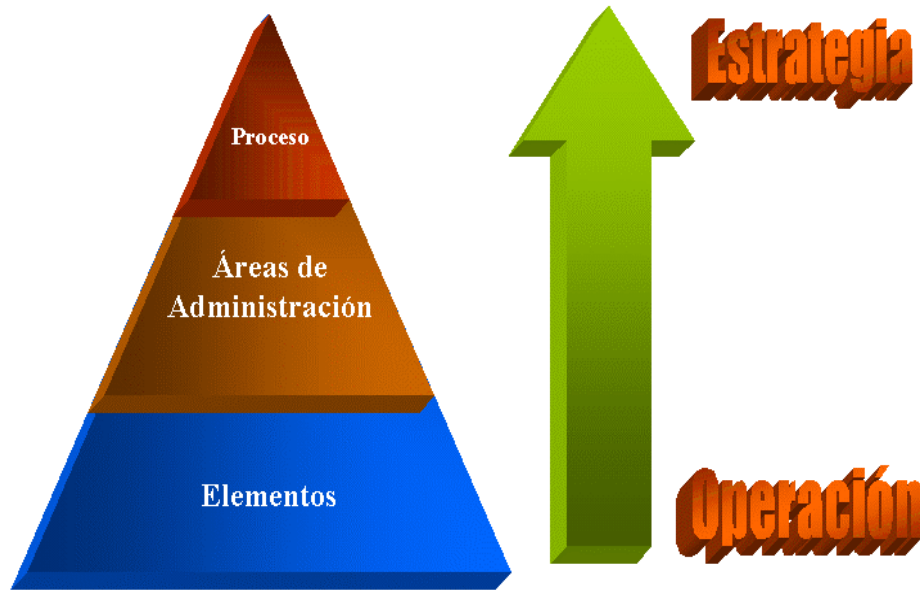 Proceso
Áreas de
Administración
Elementos
Estrategia
Operación